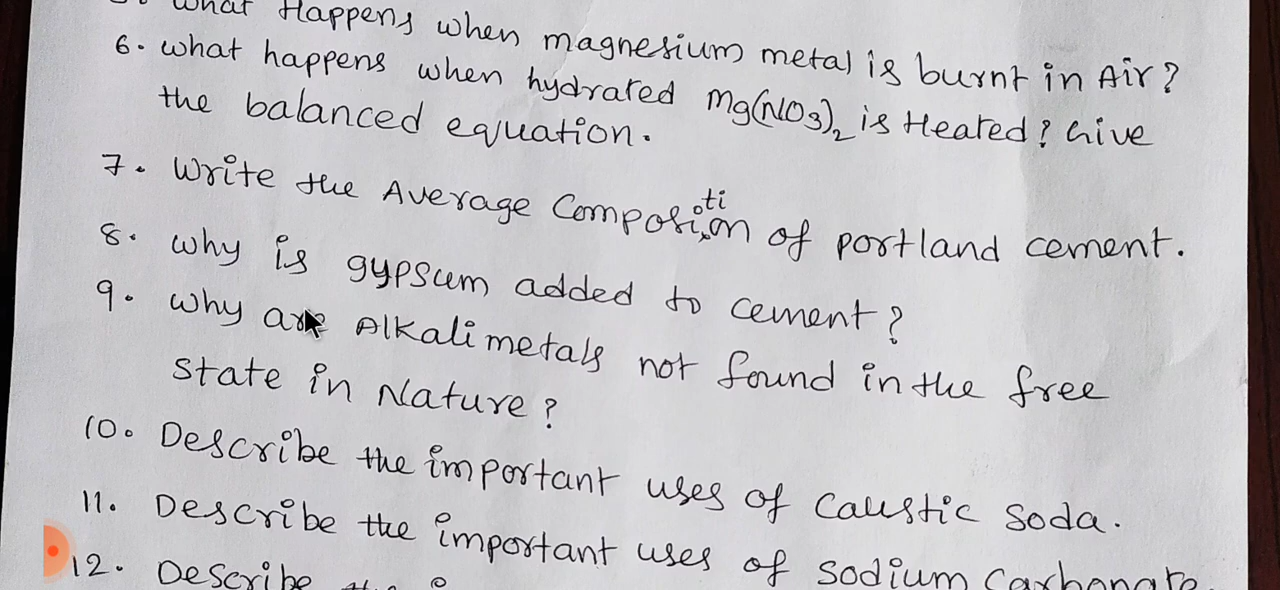 what Happens when magnesium metal is burnt in Air?
6. what happens when hydrated Mg(NO3)2 is Heated? Give
the balanced equation.
7. Write the Average Composition of portland cement.
8. why is gypsum added to cement?
9. why are Alkali metals not found in the free
state in Nature?
10. Describe the important uses of Caustic Soda.
11. Describe the important uses of sodium Carbonate.
12. Describe the